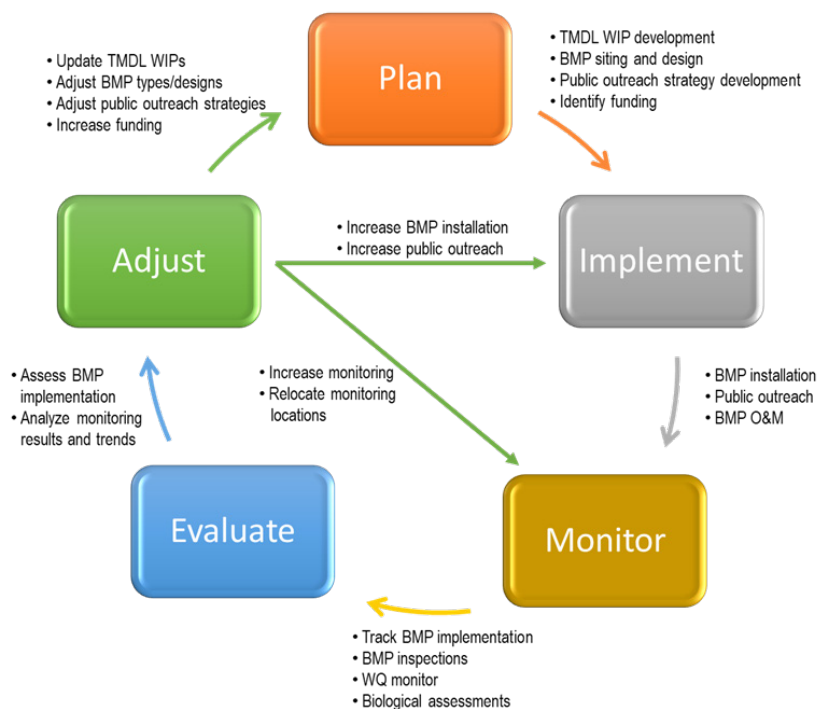 Plan
• TMDL WIP development
• BMP siting and design
• Public outreach strategy development
• Identify funding
• Update TMDL WIPs
• Adjust BMP types/designs
• Adjust public outreach strategies
• Increase funding
Adjust
• Increase BMP installation
• Increase public outreach
Implement
• Increase monitoring
• Relocate monitoring
locations
• BMP installation
• Public outreach
• BMP O&M
• Assess BMP
implementation
• Analyze monitoring
results and trends
Evaluate
Monitor
• Track BMP implementation
• BMP inspections
• WQ monitor
• Biological assessments